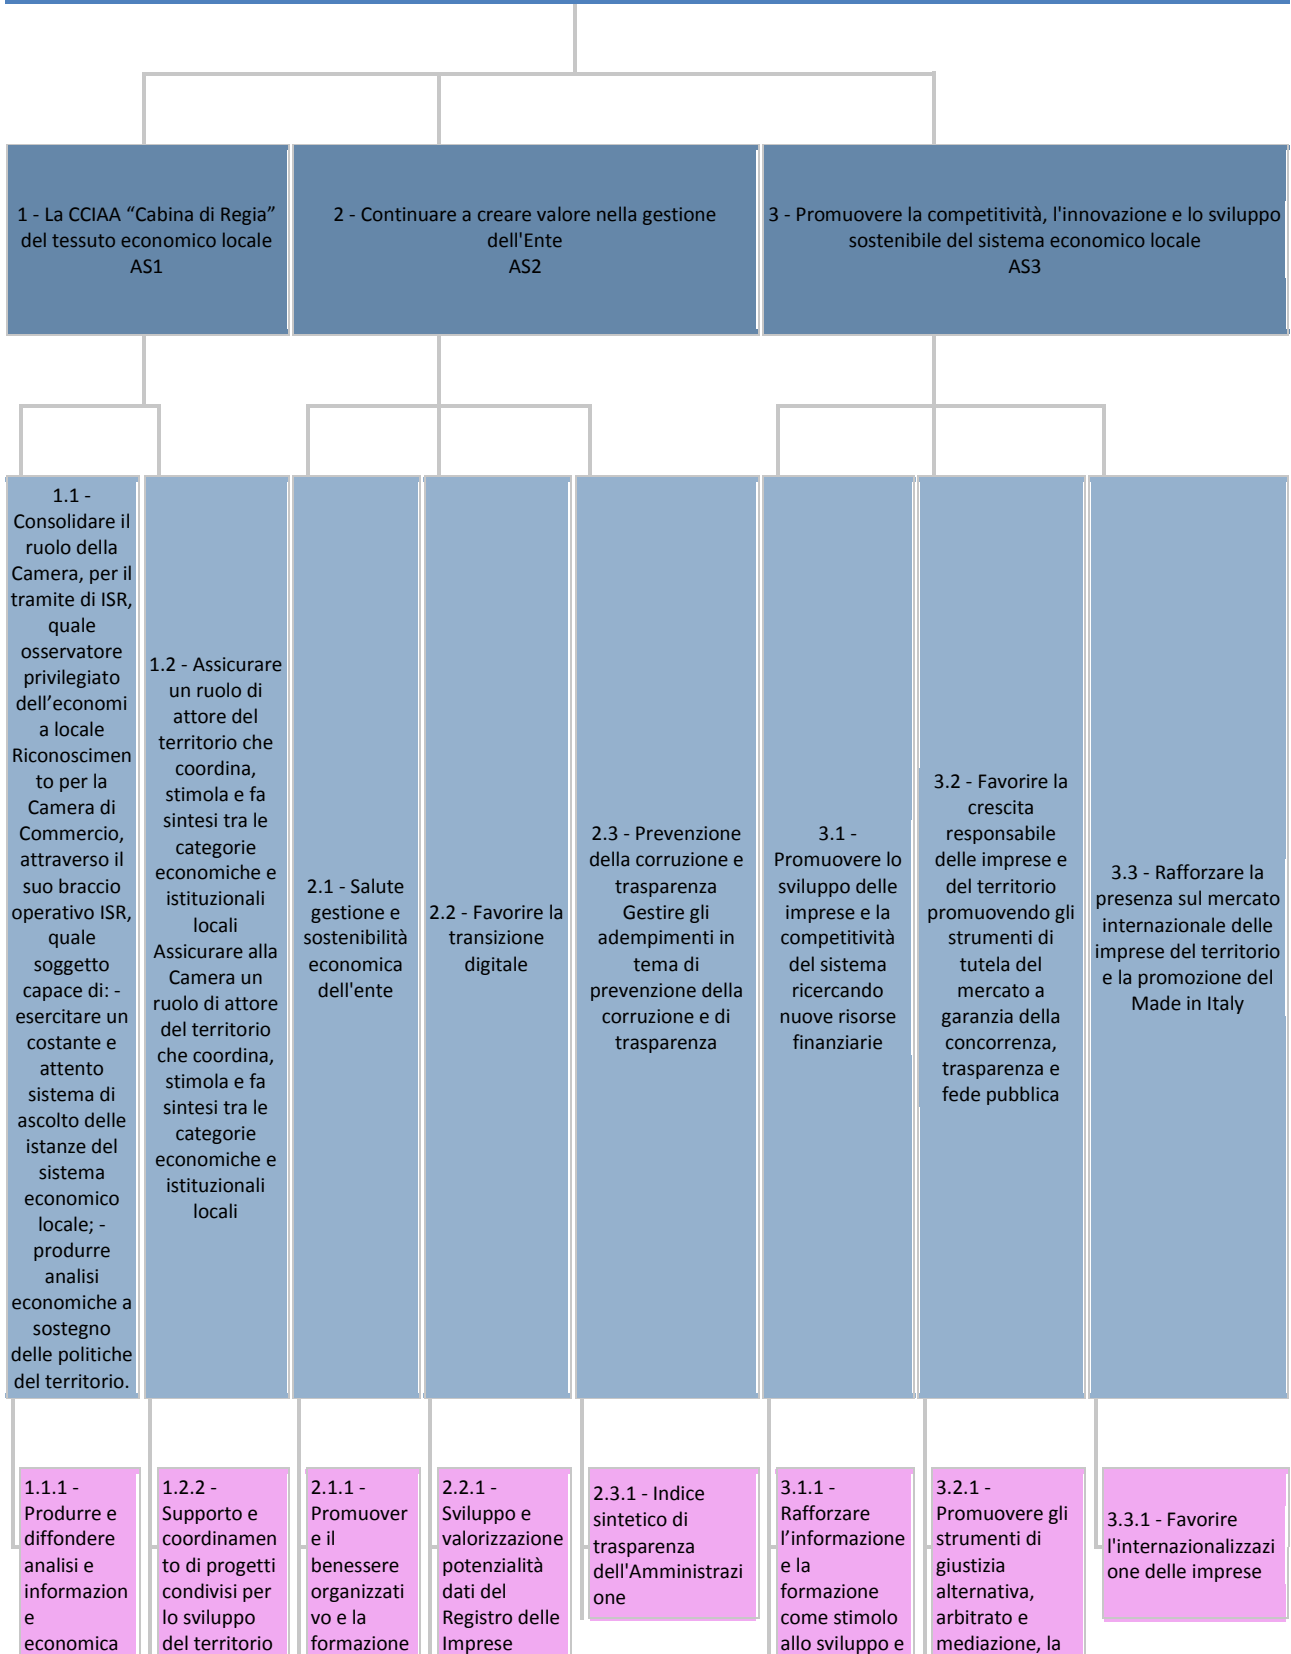 1 - La CCIAA “Cabina di Regia”
del tessuto economico locale
AS1
2 - Continuare a creare valore nella gestione
dell'Ente
AS2
3 - Promuovere la competitività, l'innovazione e lo sviluppo
sostenibile del sistema economico locale
AS3
1.1 -
Consolidare il
ruolo della
Camera, per il
tramite di ISR,
quale
osservatore
privilegiato
dell’economi
a locale
Riconoscimen
to per la
Camera di
Commercio,
attraverso il
suo braccio
operativo ISR,
quale
soggetto
capace di: -
esercitare un
costante e
attento
sistema di
ascolto delle
istanze del
sistema
economico
locale; -
produrre
analisi
economiche a
sostegno
delle politiche
del territorio.
1.2 - Assicurare
un ruolo di
attore del
territorio che
coordina,
stimola e fa
sintesi tra le
categorie
economiche e
istituzionali
locali
Assicurare alla
Camera un
ruolo di attore
del territorio
che coordina,
stimola e fa
sintesi tra le
categorie
economiche e
istituzionali
locali
2.1 - Salute
gestione e
sostenibilità
economica
dell'ente
2.2 - Favorire la
transizione
digitale
2.3 - Prevenzione
della corruzione e
trasparenza
Gestire gli
adempimenti in
tema di
prevenzione della
corruzione e di
trasparenza
3.1 -
Promuovere lo
sviluppo delle
imprese e la
competitività
del sistema
ricercando
nuove risorse
finanziarie
3.2 - Favorire la
crescita
responsabile
delle imprese e
del territorio
promuovendo gli
strumenti di
tutela del
mercato a
garanzia della
concorrenza,
trasparenza e
fede pubblica
3.3 - Rafforzare la
presenza sul mercato
internazionale delle
imprese del territorio
e la promozione del
Made in Italy
1.1.1 -
Produrre e
diffondere
analisi e
informazion
e
economica
1.2.2 -
Supporto e
coordinamen
to di progetti
condivisi per
lo sviluppo
del territorio
2.1.1 -
Promuover
e il
benessere
organizzati
vo e la
formazione
2.2.1 -
Sviluppo e
valorizzazione
potenzialità
dati del
Registro delle
Imprese
2.3.1 - Indice
sintetico di
trasparenza
dell'Amministrazi
one
3.1.1 -
Rafforzare
l’informazione
e la
formazione
come stimolo
allo sviluppo e
3.2.1 -
Promuovere gli
strumenti di
giustizia
alternativa,
arbitrato e
mediazione, la
3.3.1 - Favorire
l'internazionalizzazi
one delle imprese